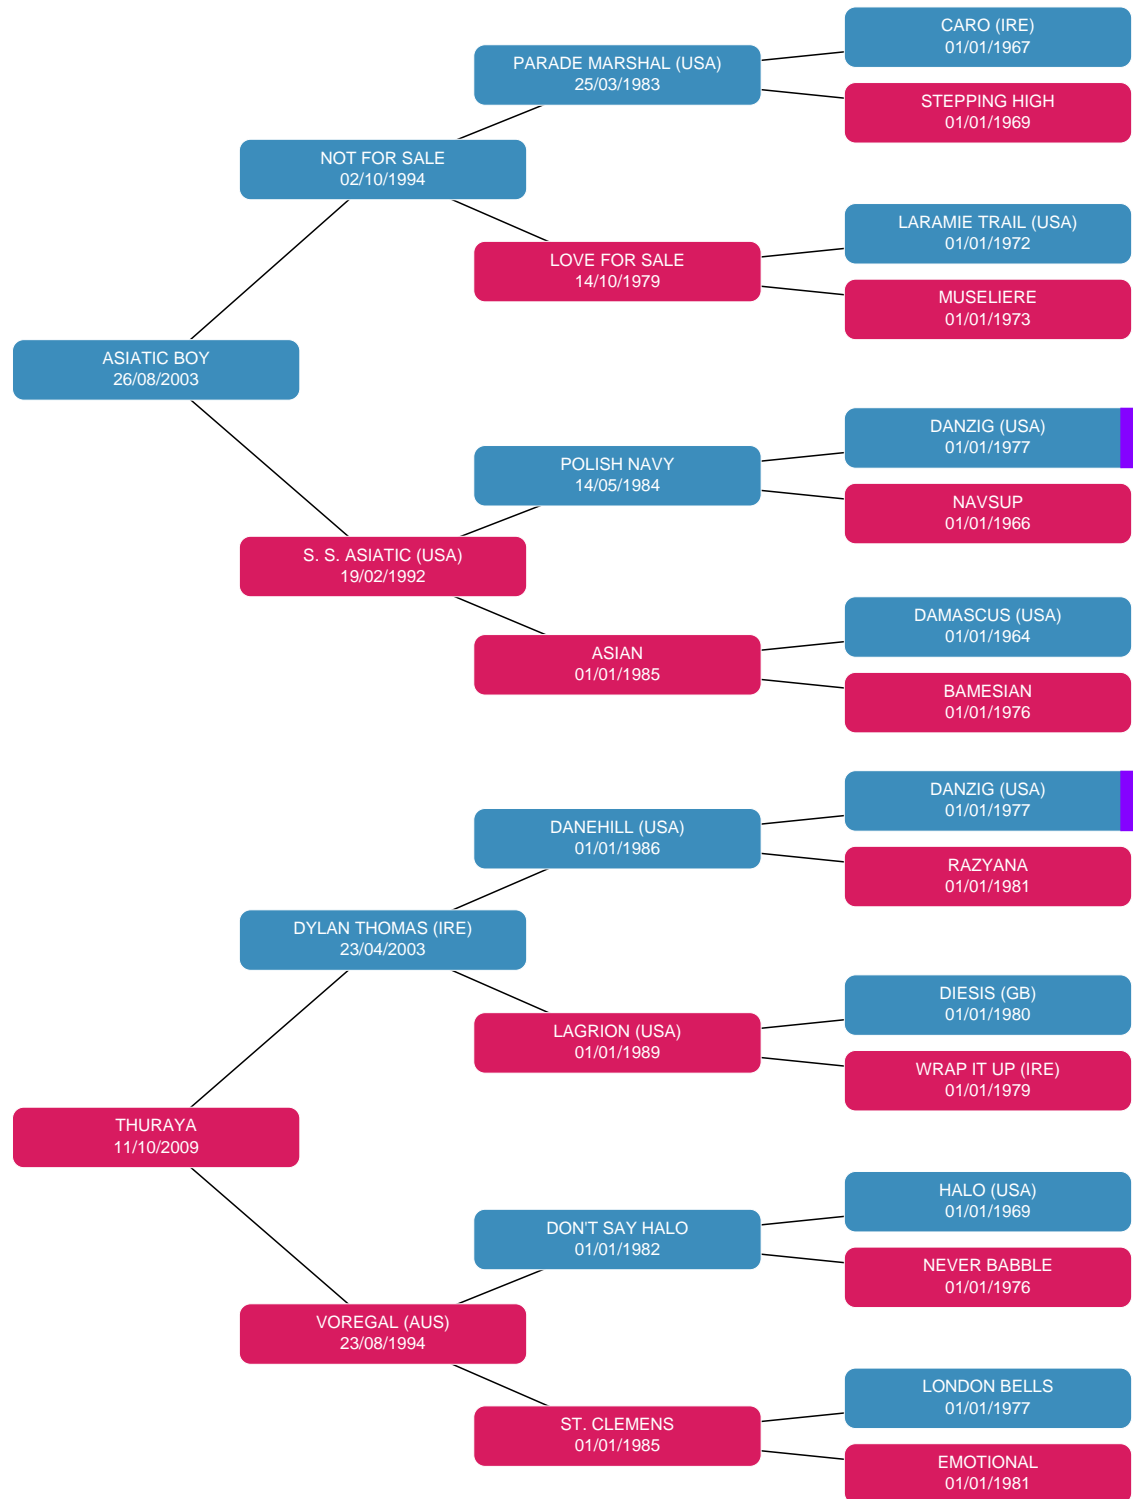 CARO (IRE)
01/01/1967
PARADE MARSHAL (USA)
25/03/1983
STEPPING HIGH
01/01/1969
NOT FOR SALE
02/10/1994
LARAMIE TRAIL (USA)
01/01/1972
LOVE FOR SALE
14/10/1979
MUSELIERE
01/01/1973
ASIATIC BOY
26/08/2003
DANZIG (USA)
01/01/1977
POLISH NAVY
14/05/1984
NAVSUP
01/01/1966
S. S. ASIATIC (USA)
19/02/1992
DAMASCUS (USA)
01/01/1964
ASIAN
01/01/1985
BAMESIAN
01/01/1976
DANZIG (USA)
01/01/1977
DANEHILL (USA)
01/01/1986
RAZYANA
01/01/1981
DYLAN THOMAS (IRE)
23/04/2003
DIESIS (GB)
01/01/1980
LAGRION (USA)
01/01/1989
WRAP IT UP (IRE)
01/01/1979
THURAYA
11/10/2009
HALO (USA)
01/01/1969
DON'T SAY HALO
01/01/1982
NEVER BABBLE
01/01/1976
VOREGAL (AUS)
23/08/1994
LONDON BELLS
01/01/1977
ST. CLEMENS
01/01/1985
EMOTIONAL
01/01/1981